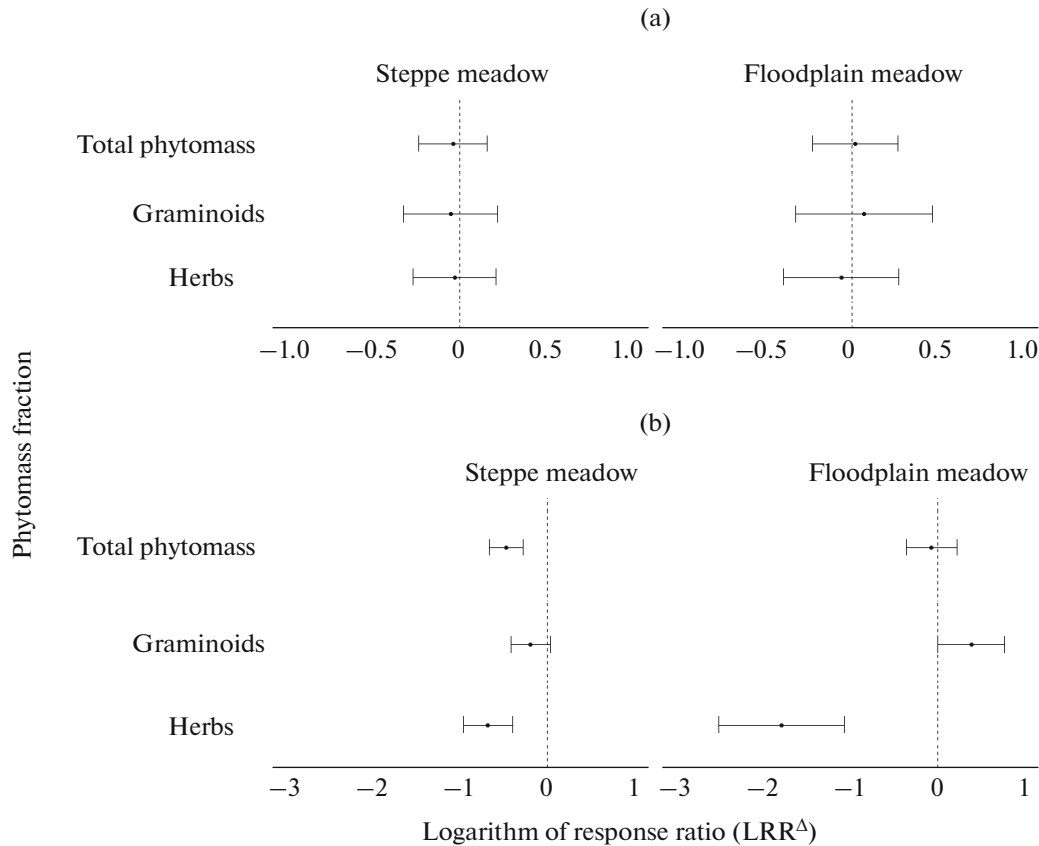 (a)
Steppe meadow Floodplain meadow
Total phytomass
Graminoids
Herbs
−1.0 −0.5 0 0.5 1.0 −1.0 −0.5 0 0.5 1.0
Phytomass fraction
(b)
Steppe meadow Floodplain meadow
Total phytomass
Graminoids
Herbs
−3 −2 −1 0 1 −3 −2 −1 0 1
Logarithm of response ratio (LRR^Δ)